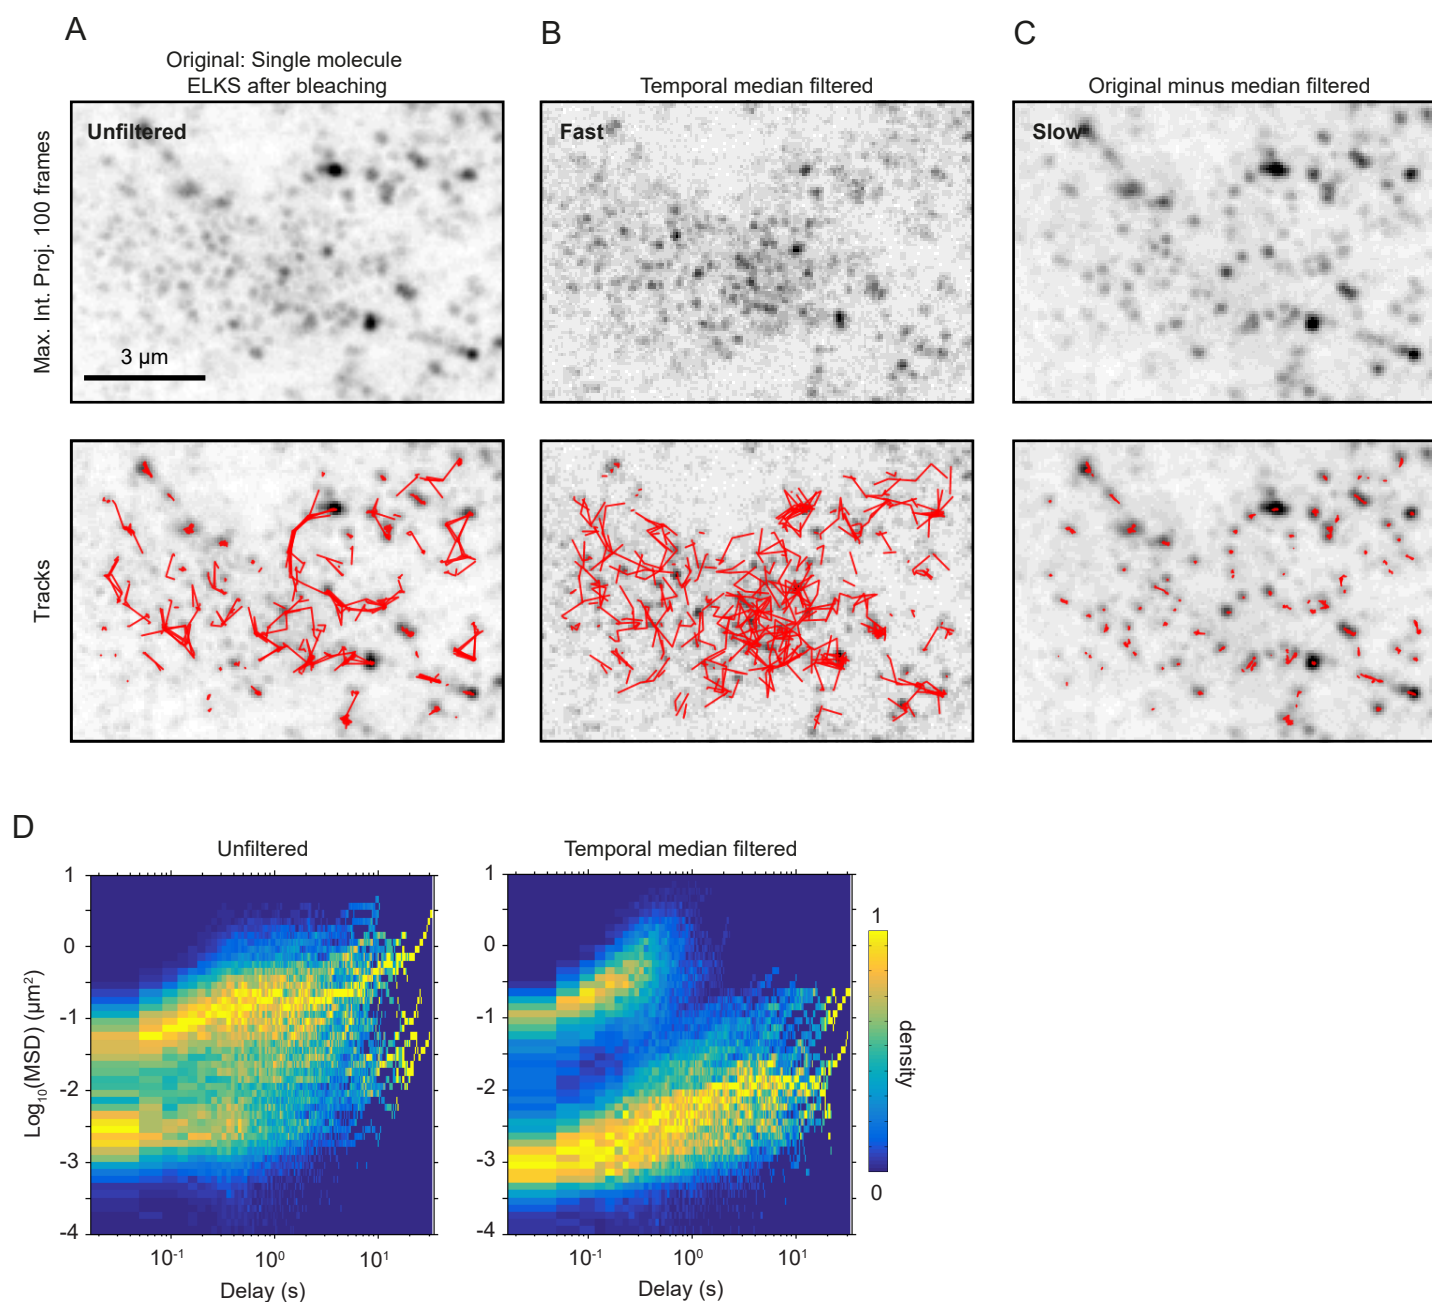 A
Original: Single molecule
ELKS after bleaching
B
Temporal median filtered
C
Original minus median filtered
Max. Int. Proj. 100 frames
Unfiltered
3 µm
Fast
Slow
Tracks
D
Unfiltered
Log₁₀(MSD) (µm²)
1
0
-1
-2
-3
-4
10⁻¹
10⁰
10¹
Delay (s)
Temporal median filtered
1
0
-1
-2
-3
-4
10⁻¹
10⁰
10¹
Delay (s)
1
density
0